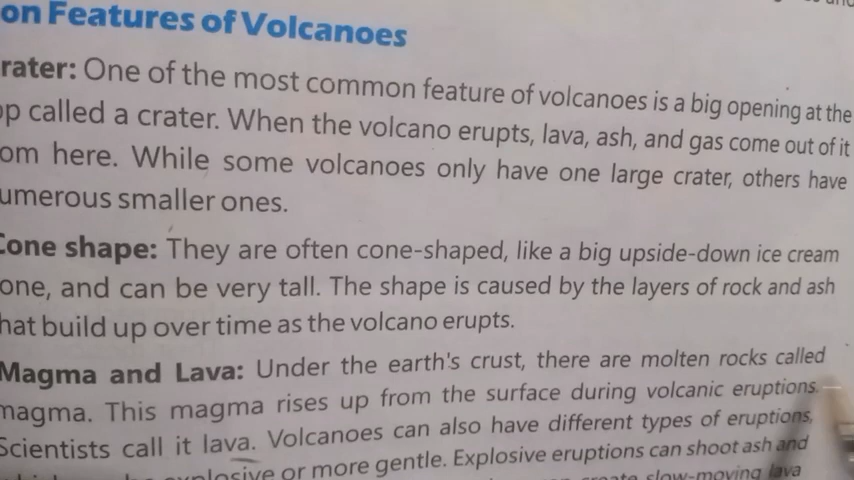 on Features of Volcanoes
rater: One of the most common feature of volcanoes is a big opening at the
op called a crater. When the volcano erupts, lava, ash, and gas come out of it
om here. While some volcanoes only have one large crater, others have
umerous smaller ones.
Cone shape: They are often cone-shaped, like a big upside-down ice cream
one, and can be very tall. The shape is caused by the layers of rock and ash
hat build up over time as the volcano erupts.
Magma and Lava: Under the earth's crust, there are molten rocks called
magma. This magma rises up from the surface during volcanic eruptions.
Scientists call it lava. Volcanoes can also have different types of eruptions,
explosive or more gentle. Explosive eruptions can shoot ash and
create slow-moving lava